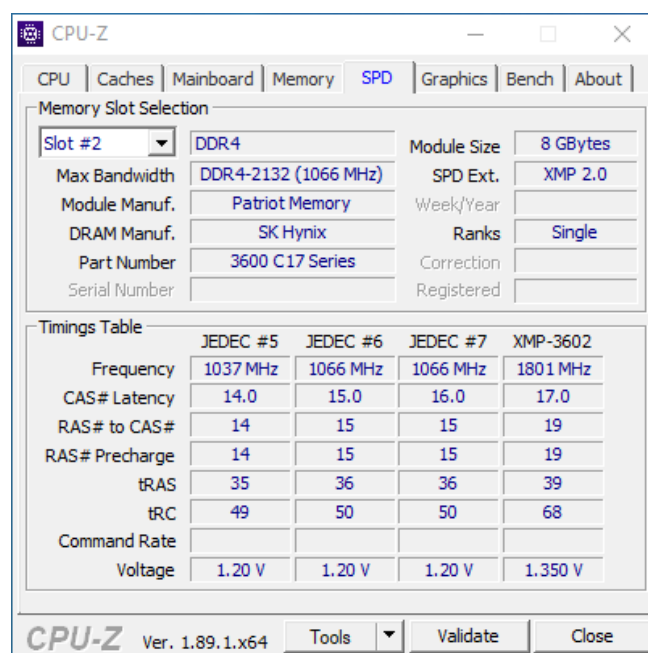 CPU-Z
CPU Caches Mainboard Memory SPD Graphics Bench About
Memory Slot Selection
Slot #2 DDR4 Module Size 8 GBytes
Max Bandwidth DDR4-2132 (1066 MHz) SPD Ext. XMP 2.0
Module Manuf. Patriot Memory Week/Year
DRAM Manuf. SK Hynix Ranks Single
Part Number 3600 C17 Series Correction
Serial Number Registered
Timings Table
JEDEC #5 JEDEC #6 JEDEC #7 XMP-3602
Frequency 1037 MHz 1066 MHz 1066 MHz 1801 MHz
CAS# Latency 14.0 15.0 16.0 17.0
RAS# to CAS# 14 15 15 19
RAS# Precharge 14 15 15 19
tRAS 35 36 36 39
tRC 49 50 50 68
Command Rate
Voltage 1.20 V 1.20 V 1.20 V 1.350 V
CPU-Z Ver. 1.89.1.x64 Tools Validate Close